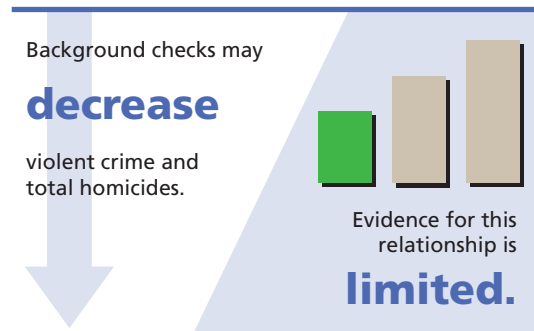 Background checks may
decrease
violent crime and
total homicides.
Evidence for this
relationship is
limited.